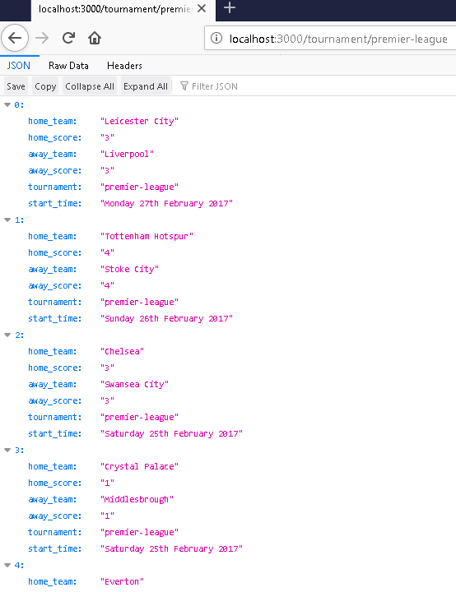 localhost:3000/tournament/premie
localhost:3000/tournament/premier-league
JSON Raw Data Headers
Save Copy Collapse All Expand All Filter JSON
0:
home_team: "Leicester City"
home_score: "3"
away_team: "Liverpool"
away_score: "3"
tournament: "premier-league"
start_time: "Monday 27th February 2017"
1:
home_team: "Tottenham Hotspur"
home_score: "4"
away_team: "Stoke City"
away_score: "4"
tournament: "premier-league"
start_time: "Sunday 26th February 2017"
2:
home_team: "Chelsea"
home_score: "3"
away_team: "Swansea City"
away_score: "3"
tournament: "premier-league"
start_time: "Saturday 25th February 2017"
3:
home_team: "Crystal Palace"
home_score: "1"
away_team: "Middlesbrough"
away_score: "1"
tournament: "premier-league"
start_time: "Saturday 25th February 2017"
4:
home_team: "Everton"